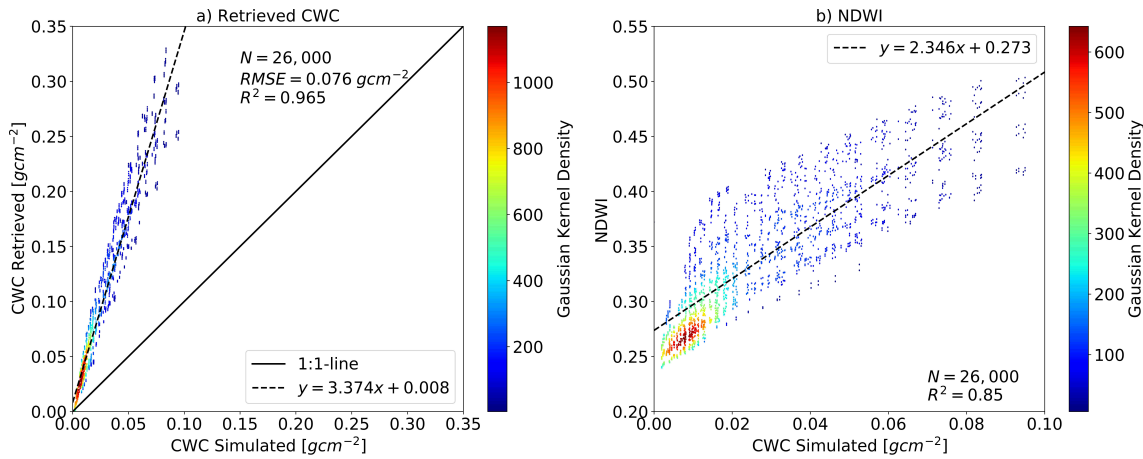 a) Retrieved CWC
0.35
0.30
0.25
0.20
0.15
0.10
0.05
0.00
CWC Retrieved [gcm⁻²]
N = 26,000
RMSE = 0.076 gcm⁻²
R² = 0.965
1:1-line
y = 3.374x + 0.008
0.00 0.05 0.10 0.15 0.20 0.25 0.30 0.35
CWC Simulated [gcm⁻²]
1000
800
600
400
200
Gaussian Kernel Density
b) NDWI
0.55
0.50
0.45
0.40
0.35
0.30
0.25
0.20
NDWI
y = 2.346x + 0.273
N = 26,000
R² = 0.85
0.00 0.02 0.04 0.06 0.08 0.10
CWC Simulated [gcm⁻²]
600
500
400
300
200
100
Gaussian Kernel Density